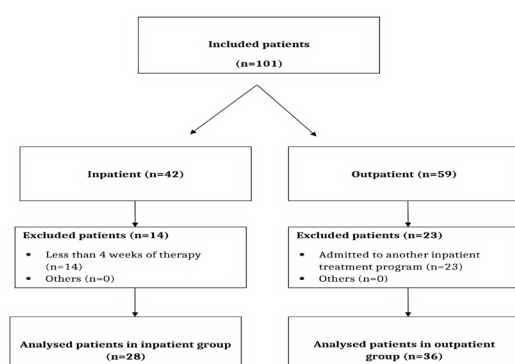 Included patients
(n=101)
Inpatient (n=42)
Outpatient (n=59)
Excluded patients (n=14)
• Less than 4 weeks of therapy
(n=14)
• Others (n=0)
Excluded patients (n=23)
• Admitted to another inpatient
treatment program (n=23)
• Others (n=0)
Analysed patients in inpatient group
(n=28)
Analysed patients in outpatient
group (n=36)